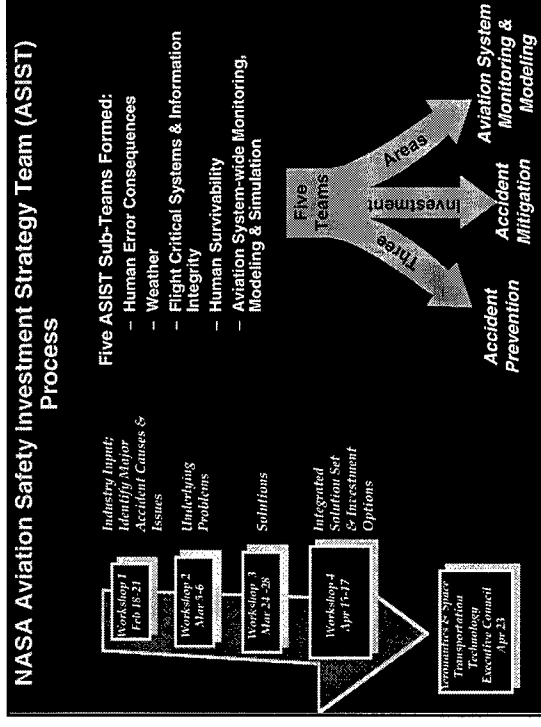 NASA Aviation Safety Investment Strategy Team (ASIST)
Process
Workshop 1
Feb 18-21
Industry Input;
Identify Major
Accident Causes &
Issues
Workshop 2
Mar 5-6
Underlying
Problems
Workshop 3
Mar 24-28
Solutions
Workshop 4
Apr 15-17
Integrated
Solution Set
& Investment
Options
Aeronautics & Space
Transportation
Technology
Executive Council
Apr 23
Five ASIST Sub-Teams Formed:
– Human Error Consequences
– Weather
– Flight Critical Systems & Information
Integrity
– Human Survivability
– Aviation System-wide Monitoring,
Modeling & Simulation
Five
Teams
Three
Investment
Areas
Accident
Prevention
Accident
Mitigation
Aviation System
Monitoring &
Modeling